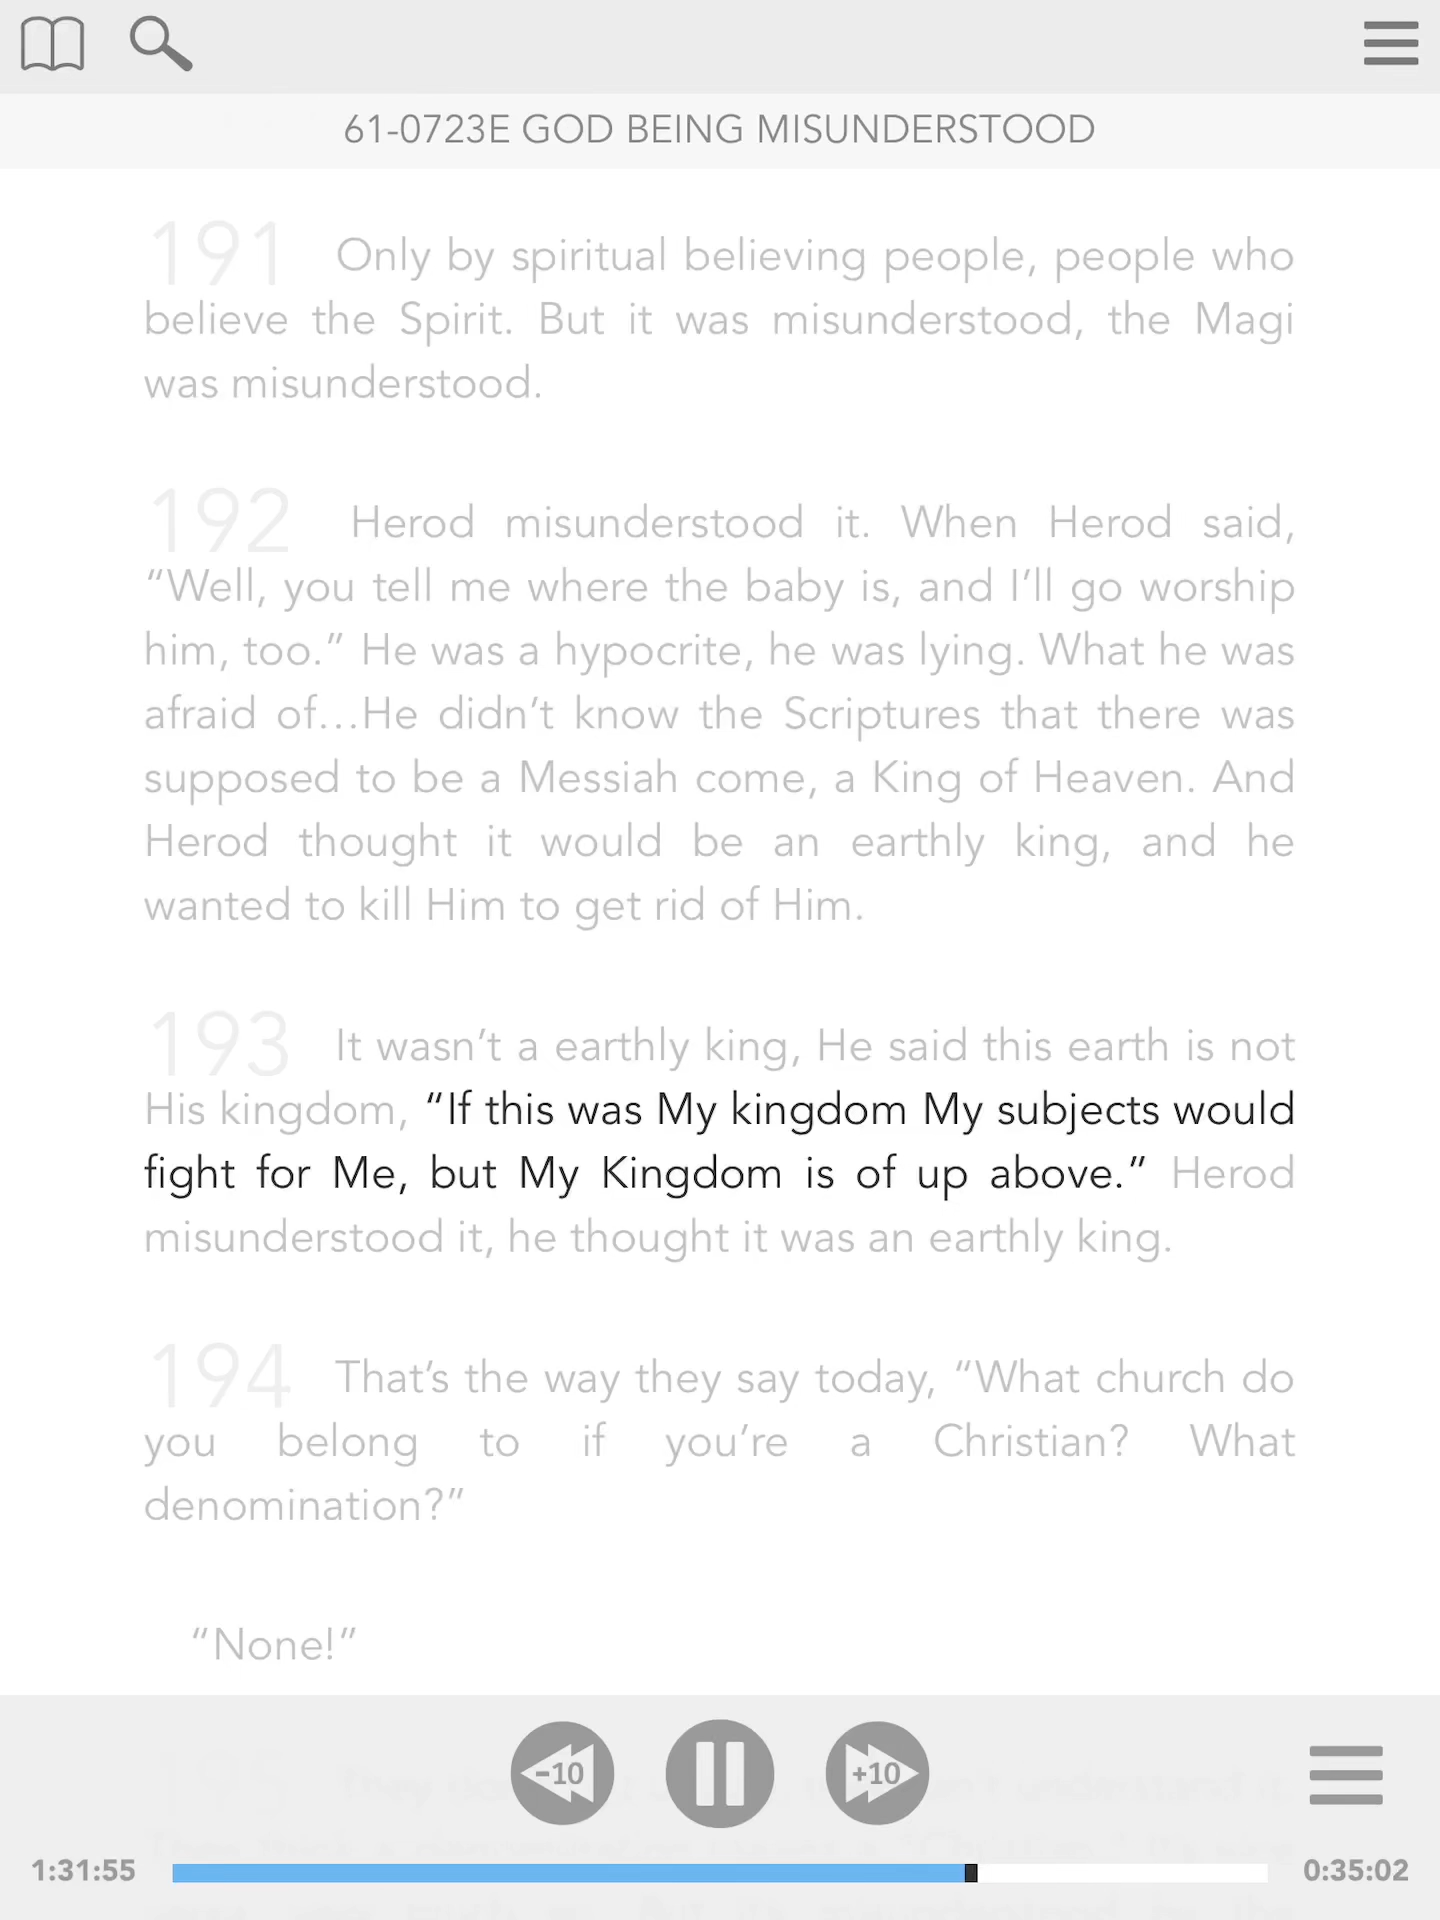 61-0723E GOD BEING MISUNDERSTOOD
191 Only by spiritual believing people, people who
believe the Spirit. But it was misunderstood, the Magi
was misunderstood.
192 Herod misunderstood it. When Herod said,
“Well, you tell me where the baby is, and I’ll go worship
him, too.” He was a hypocrite, he was lying. What he was
afraid of…He didn’t know the Scriptures that there was
supposed to be a Messiah come, a King of Heaven. And
Herod thought it would be an earthly king, and he
wanted to kill Him to get rid of Him.
193 It wasn’t a earthly king, He said this earth is not
His kingdom, “If this was My kingdom My subjects would
fight for Me, but My Kingdom is of up above.” Herod
misunderstood it, he thought it was an earthly king.
194 That’s the way they say today, “What church do
you belong to if you’re a Christian? What
denomination?”
“None!”
-10 +10
1:31:55 0:35:02